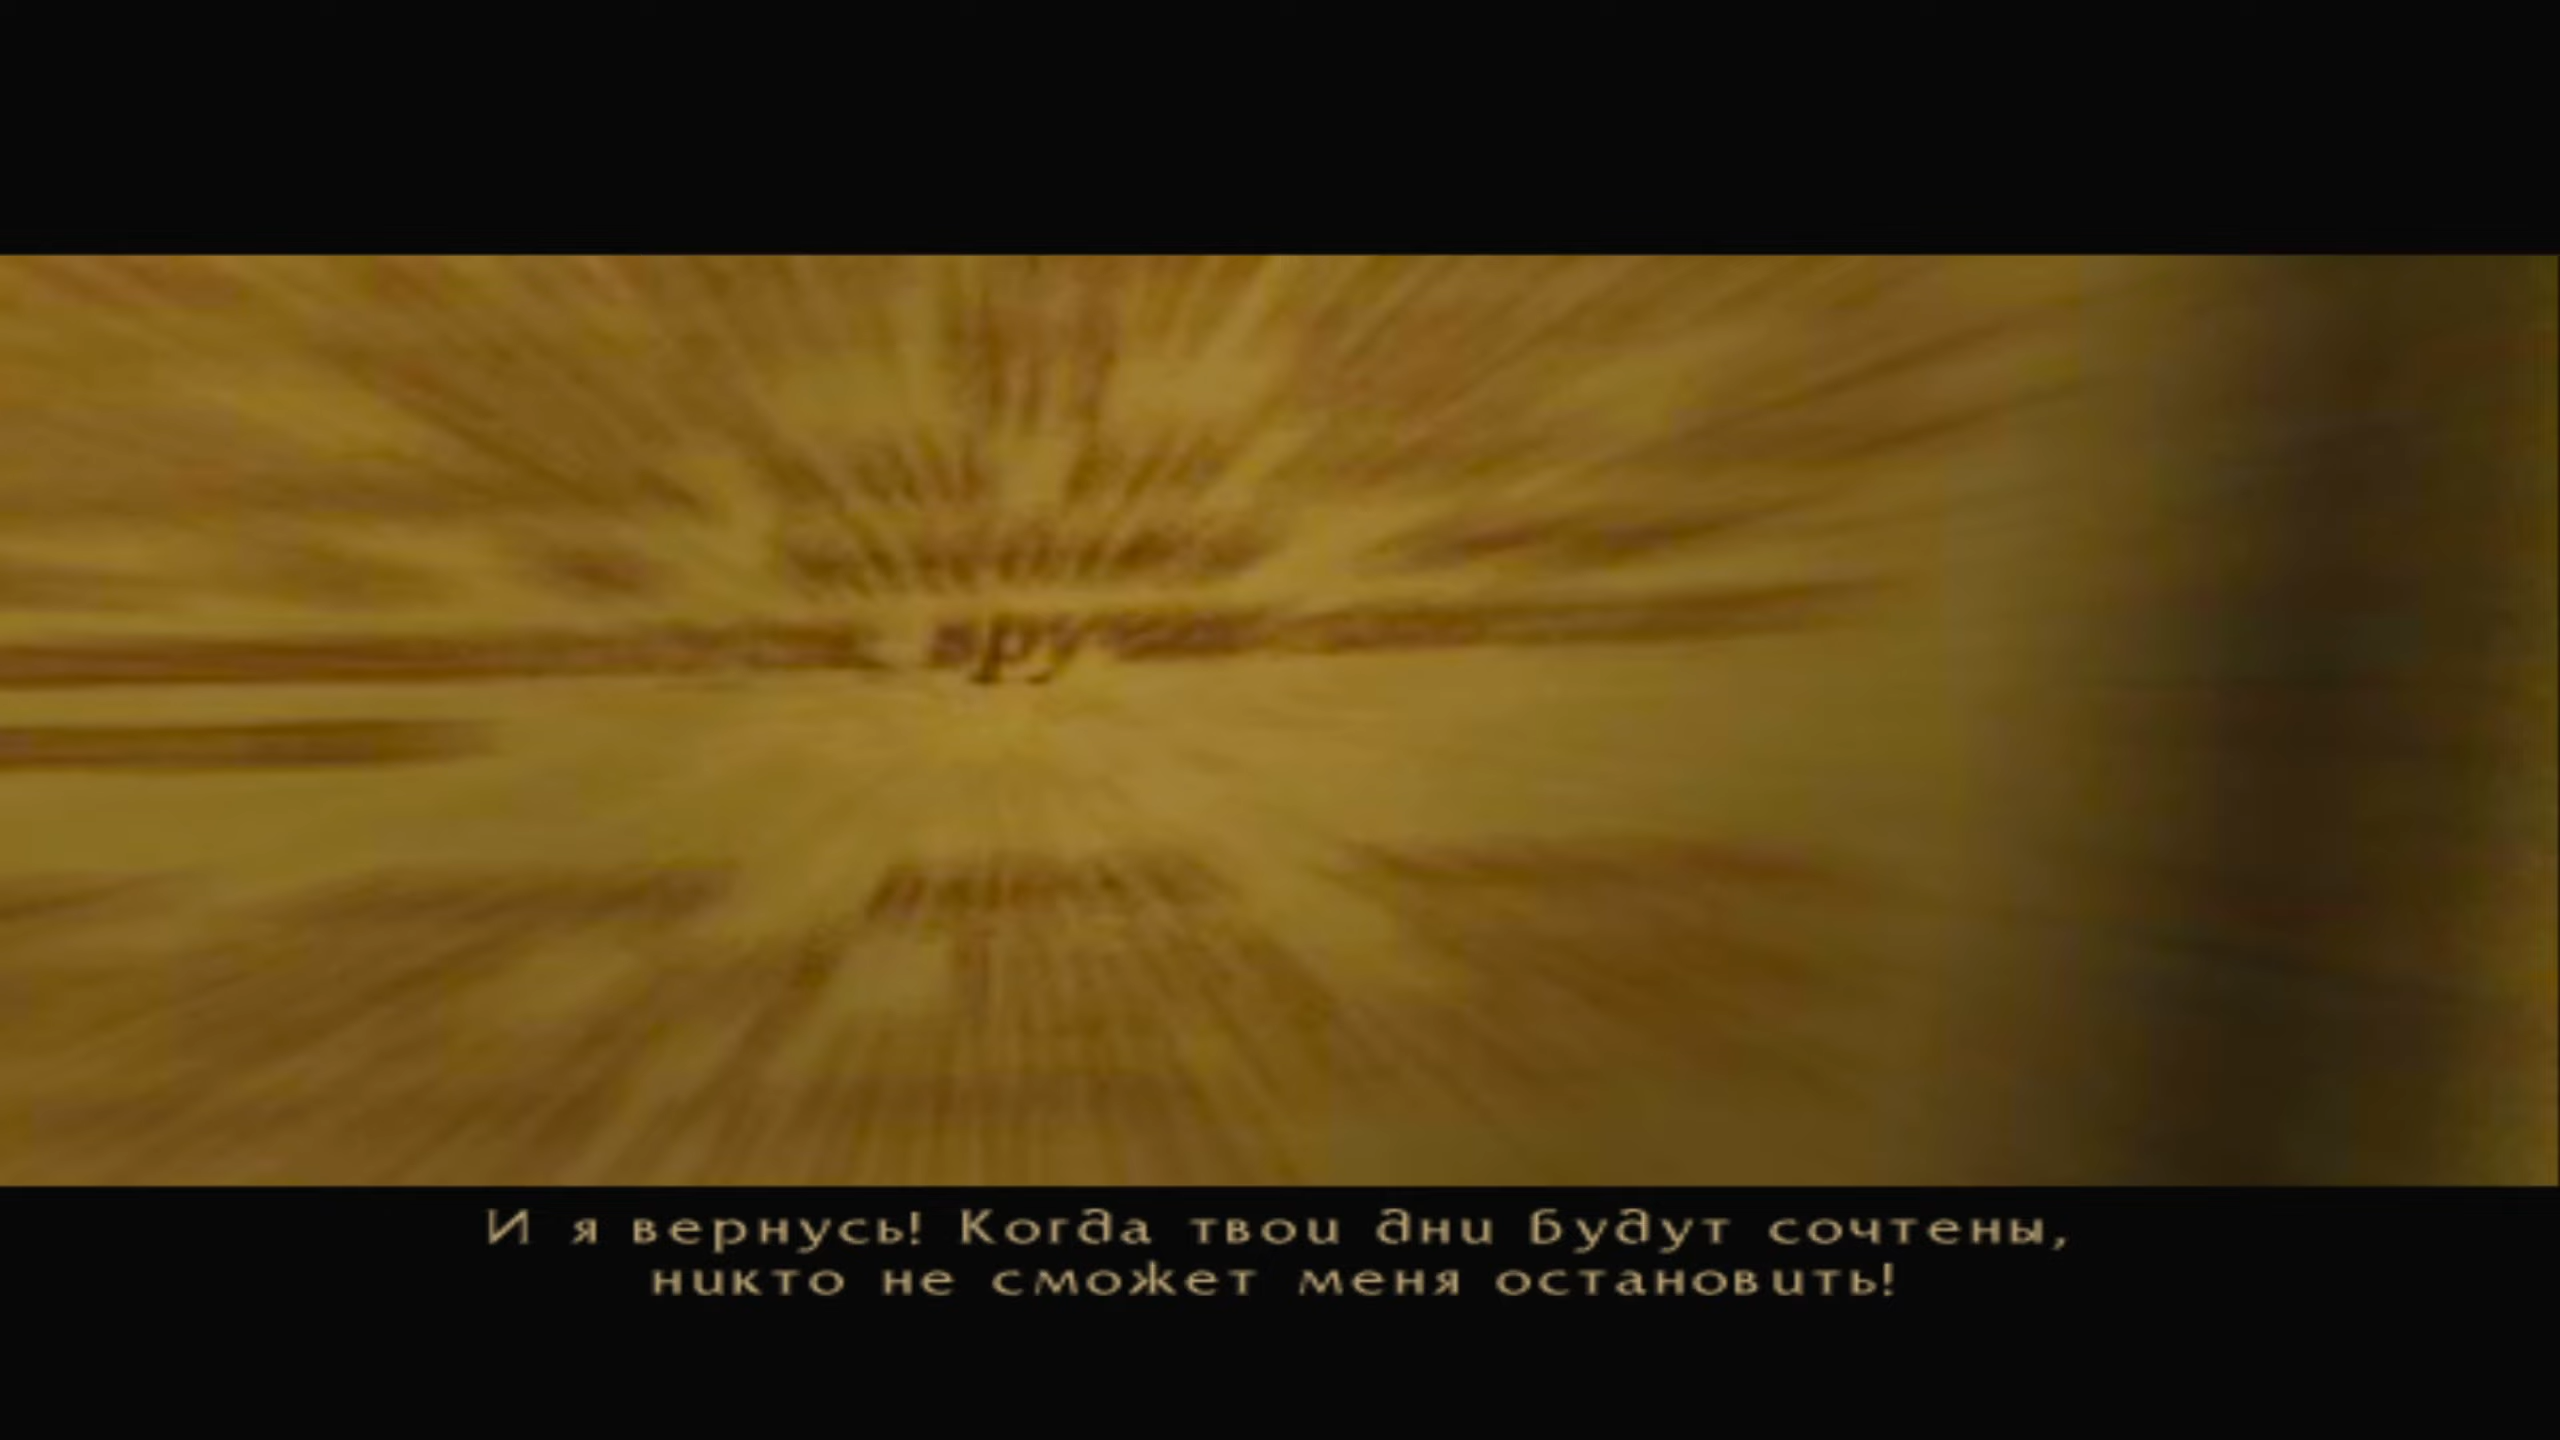 И я вернусь! Когда твои дни будут сочтены,
никто не сможет меня остановить!